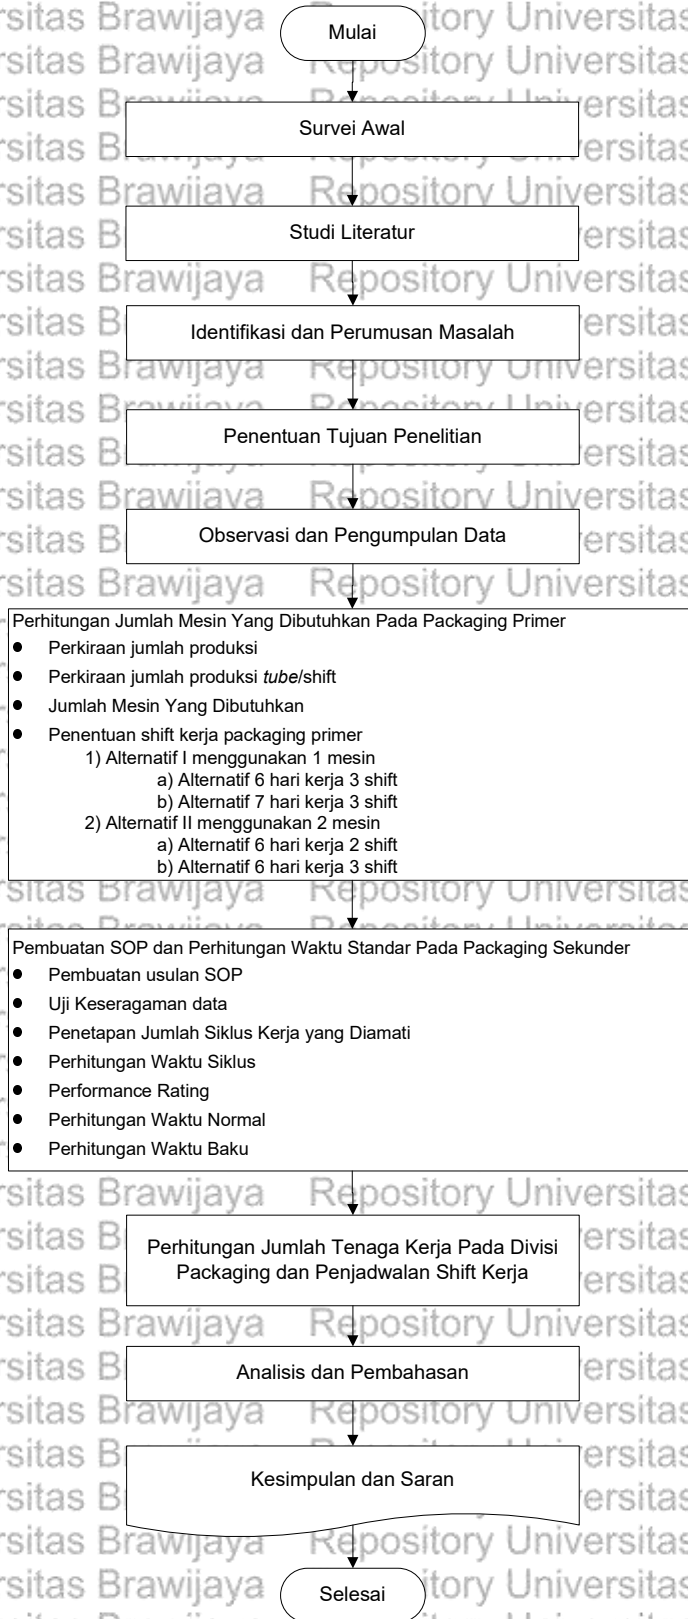 Mulai
Survei Awal
Studi Literatur
Identifikasi dan Perumusan Masalah
Penentuan Tujuan Penelitian
Observasi dan Pengumpulan Data
Perhitungan Jumlah Mesin Yang Dibutuhkan Pada Packaging Primer
● Perkiraan jumlah produksi
● Perkiraan jumlah produksi tube/shift
● Jumlah Mesin Yang Dibutuhkan
● Penentuan shift kerja packaging primer
1) Alternatif I menggunakan 1 mesin
a) Alternatif 6 hari kerja 3 shift
b) Alternatif 7 hari kerja 3 shift
2) Alternatif II menggunakan 2 mesin
a) Alternatif 6 hari kerja 2 shift
b) Alternatif 6 hari kerja 3 shift
Pembuatan SOP dan Perhitungan Waktu Standar Pada Packaging Sekunder
● Pembuatan usulan SOP
● Uji Keseragaman data
● Penetapan Jumlah Siklus Kerja yang Diamati
● Perhitungan Waktu Siklus
● Performance Rating
● Perhitungan Waktu Normal
● Perhitungan Waktu Baku
Perhitungan Jumlah Tenaga Kerja Pada Divisi
Packaging dan Penjadwalan Shift Kerja
Analisis dan Pembahasan
Kesimpulan dan Saran
Selesai